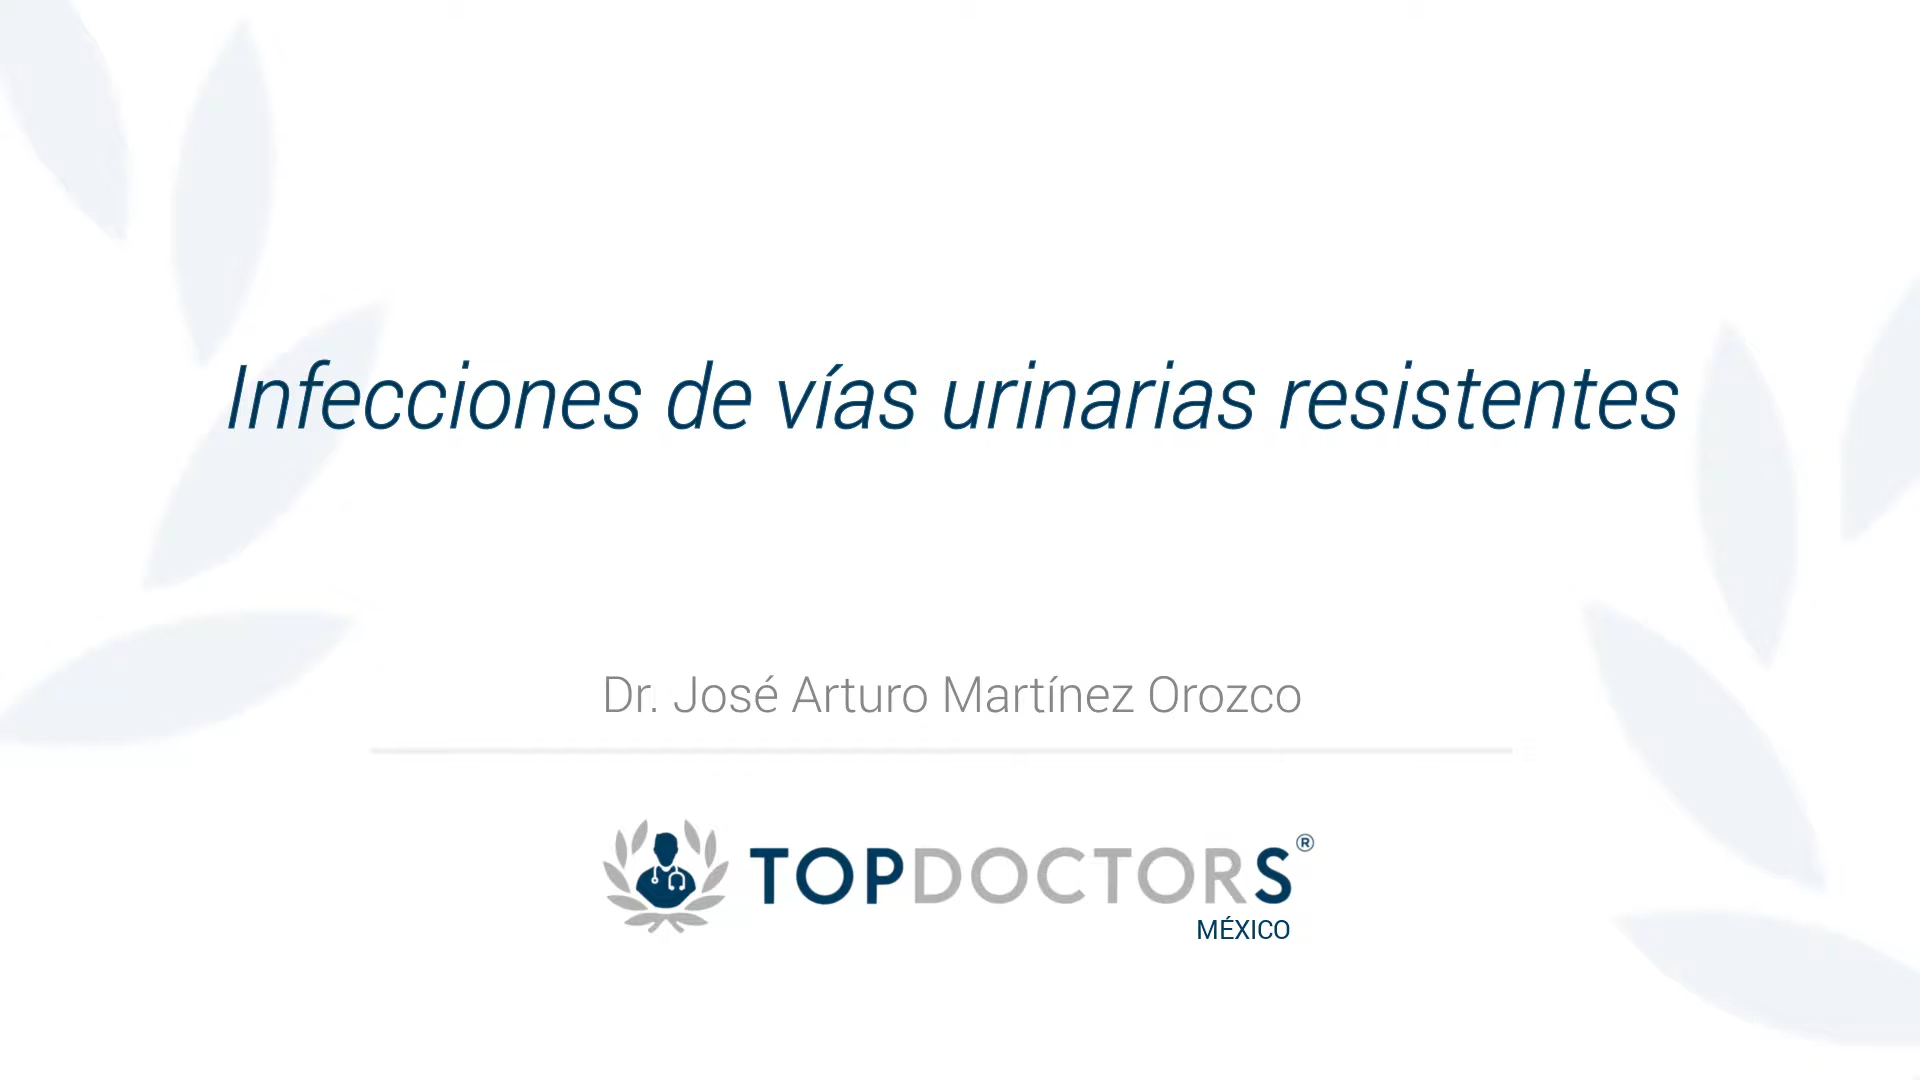 Infecciones de vías urinarias resistentes
Dr. José Arturo Martínez Orozco
TOPDOCTORS®
MÉXICO